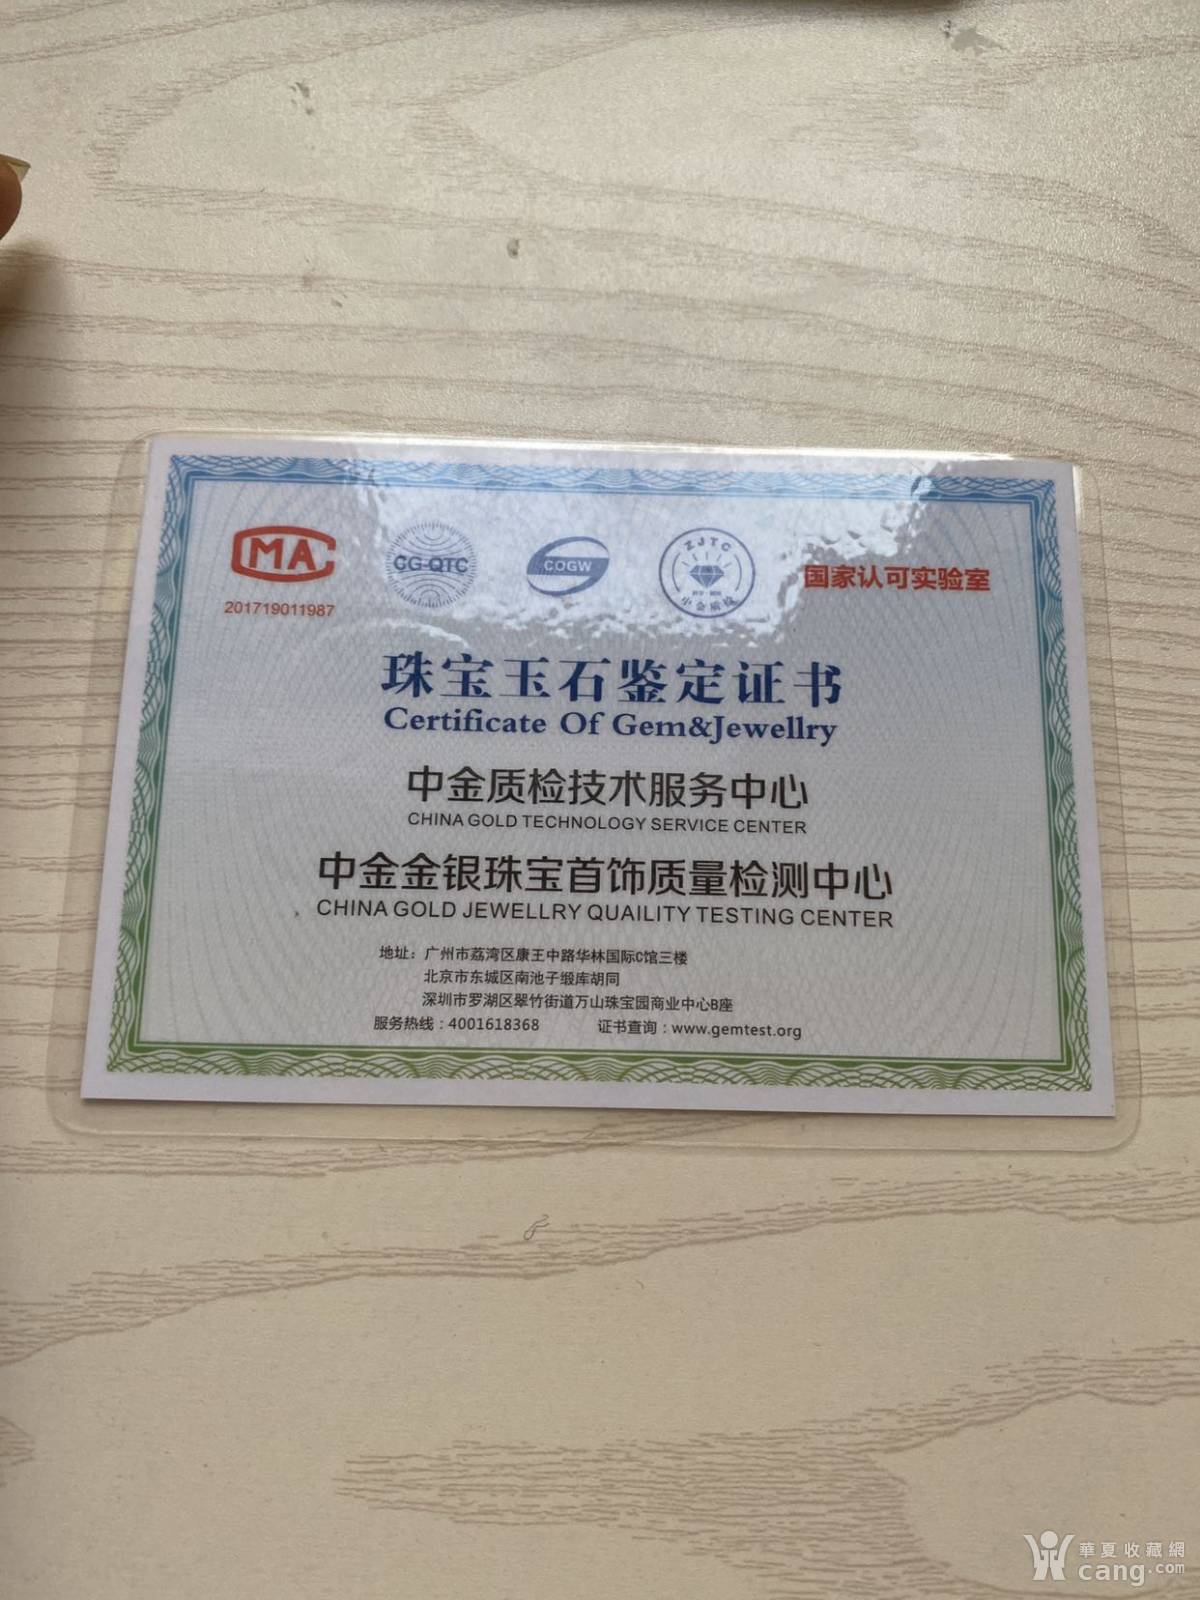 MA
201719011987
CG-QTC
COGW
ZJTC
中金质检
国家认可实验室
珠宝玉石鉴定证书
Certificate Of Gem&Jewellry
中金质检技术服务中心
CHINA GOLD TECHNOLOGY SERVICE CENTER
中金金银珠宝首饰质量检测中心
CHINA GOLD JEWELLRY QUAILITY TESTING CENTER
地址：广州市荔湾区康王中路华林国际C馆三楼
北京市东城区南池子缎库胡同
深圳市罗湖区翠竹街道万山珠宝园商业中心B座
服务热线：4001618368 证书查询：www.gemtest.org
華夏收藏網
cang.com